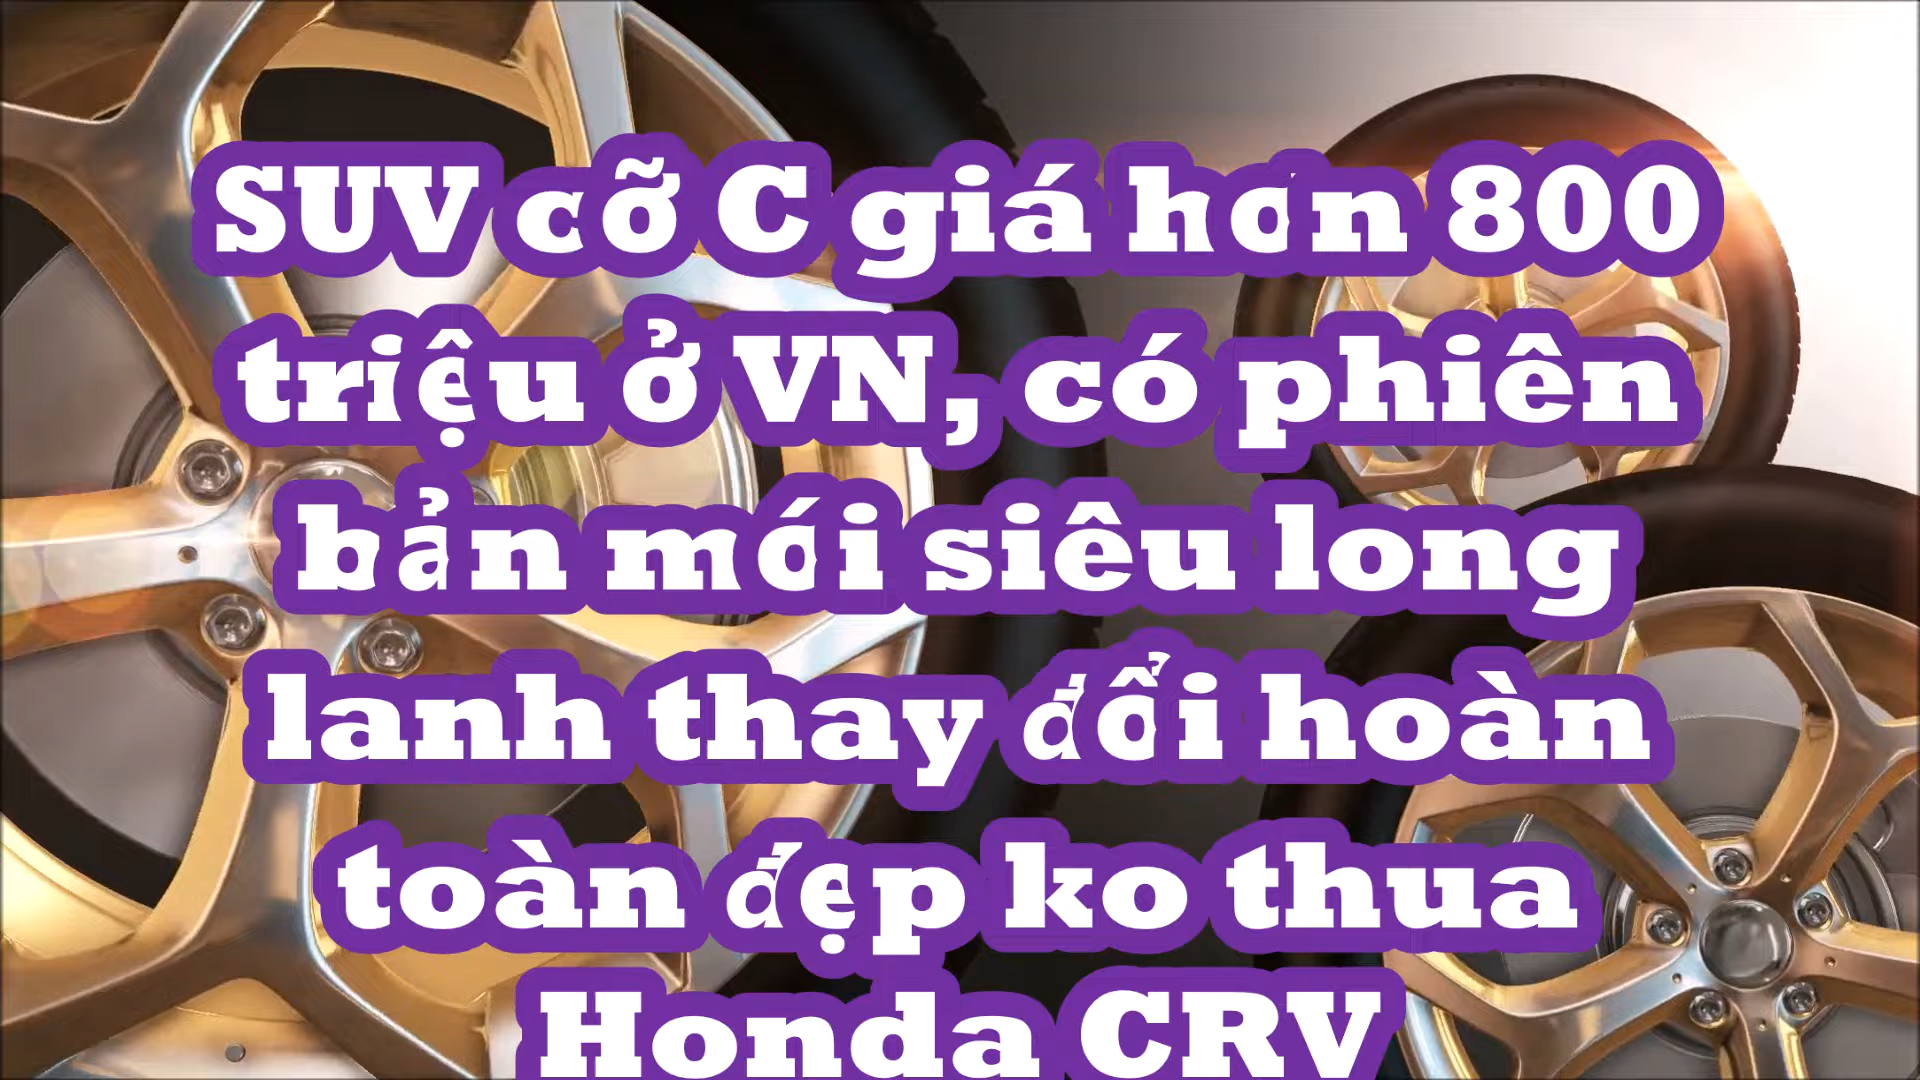 SUV cỡ C giá hơn 800
triệu ở VN, có phiên
bản mới siêu long
lanh thay đổi hoàn
toàn đẹp ko thua
Honda CRV